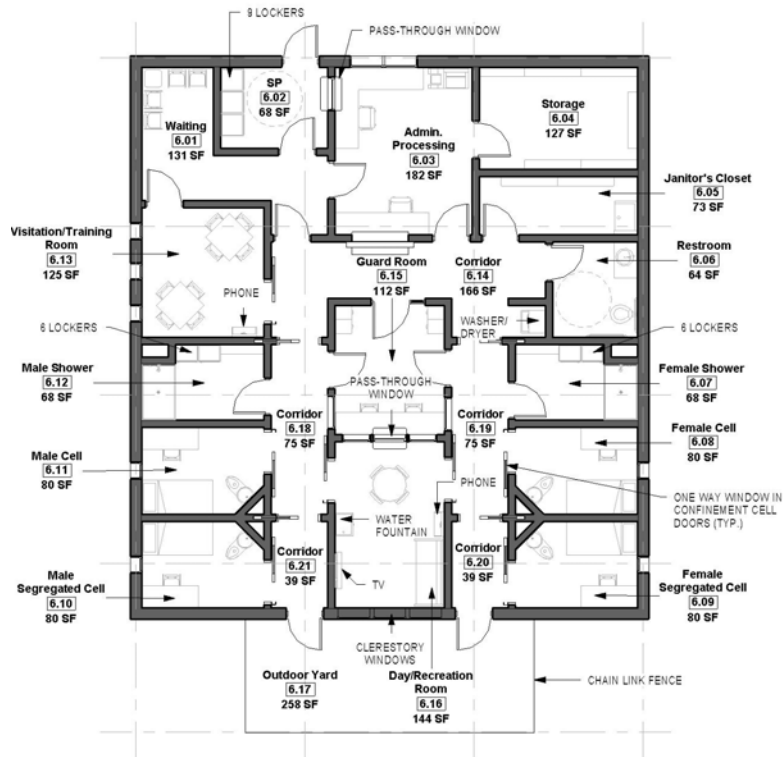 9 LOCKERS
PASS-THROUGH WINDOW
SP
6.02
68 SF
Waiting
6.01
131 SF
Admin.
Processing
6.03
182 SF
Storage
6.04
127 SF
Janitor's Closet
6.05
73 SF
Visitation/Training
Room
6.13
125 SF
PHONE
Guard Room
6.15
112 SF
Corridor
6.14
166 SF
Restroom
6.06
64 SF
6 LOCKERS
WASHER/
DRYER
6 LOCKERS
Male Shower
6.12
68 SF
PASS-THROUGH
WINDOW
Female Shower
6.07
68 SF
Corridor
6.18
75 SF
Corridor
6.19
75 SF
Male Cell
6.11
80 SF
Female Cell
6.08
80 SF
PHONE
ONE WAY WINDOW IN
CONFINEMENT CELL
DOORS (TYP.)
WATER
FOUNTAIN
Corridor
6.21
39 SF
TV
Corridor
6.20
39 SF
Male
Segregated Cell
6.10
80 SF
Female
Segregated Cell
6.09
80 SF
CLERESTORY
WINDOWS
Outdoor Yard
6.17
258 SF
Day/Recreation
Room
6.16
144 SF
CHAIN LINK FENCE